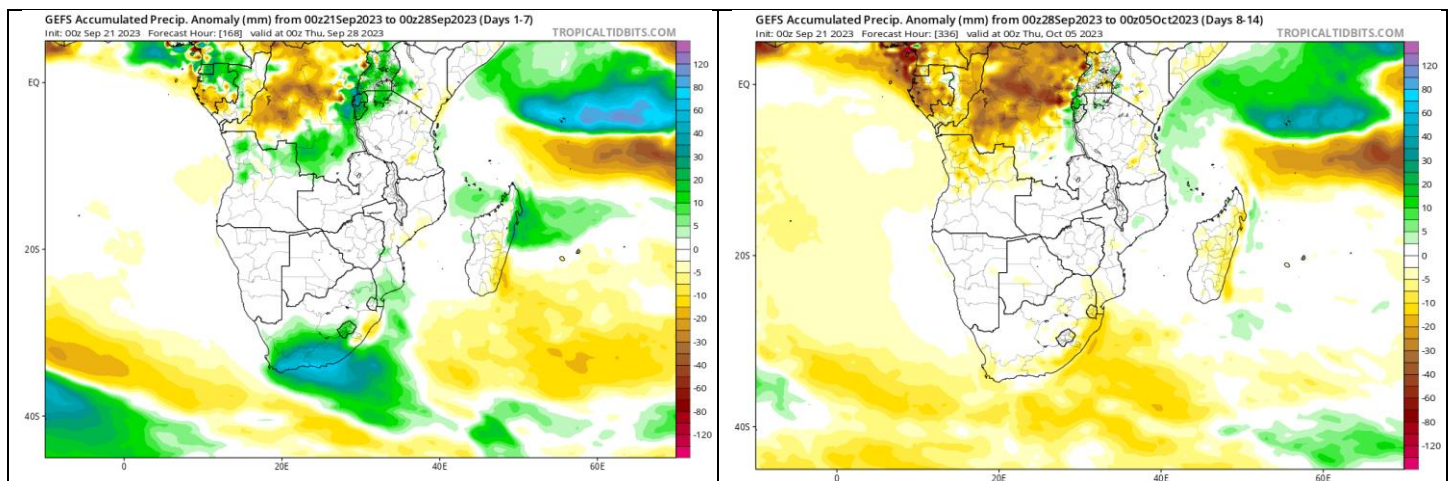 GEFS Accumulated Precip. Anomaly (mm) from 00z21Sep2023 to 00z28Sep2023 (Days 1-7)
Init: 00z Sep 21 2023 Forecast Hour: [168] valid at 00z Thu, Sep 28 2023 TROPICALTIDBITS.COM
EQ
20S
40S
0
20E
40E
60E
120
80
60
40
30
20
10
5
0
-5
-10
-20
-30
-40
-60
-80
-120
GEFS Accumulated Precip. Anomaly (mm) from 00z28Sep2023 to 00z05Oct2023 (Days 8-14)
Init: 00z Sep 21 2023 Forecast Hour: [336] valid at 00z Thu, Oct 05 2023 TROPICALTIDBITS.COM
EQ
20S
40S
0
20E
40E
60E
120
80
60
40
30
20
10
5
0
-5
-10
-20
-30
-40
-60
-80
-120